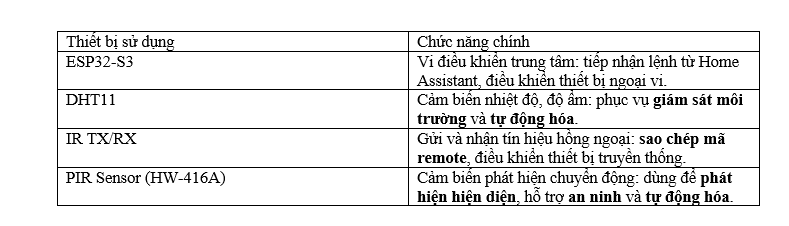 Thiết bị sử dụng
Chức năng chính
ESP32-S3
Vi điều khiển trung tâm: tiếp nhận lệnh từ Home
Assistant, điều khiển thiết bị ngoại vi.
DHT11
Cảm biến nhiệt độ, độ ẩm: phục vụ giám sát môi
trường và tự động hóa.
IR TX/RX
Gửi và nhận tín hiệu hồng ngoại: sao chép mã
remote, điều khiển thiết bị truyền thống.
PIR Sensor (HW-416A)
Cảm biến phát hiện chuyển động: dùng để phát
hiện hiện diện, hỗ trợ an ninh và tự động hóa.